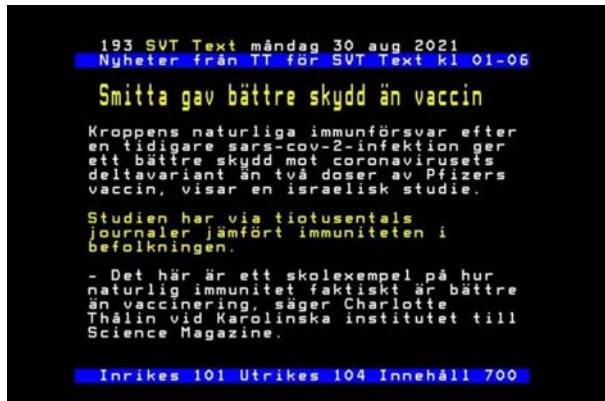 193 SVT Text måndag 30 aug 2021
Nyheter från TT för SVT Text kl 01-06
Smitta gav bättre skydd än vaccin
Kroppens naturliga immunförsvar efter
en tidigare sars-cov-2-infektion ger
ett bättre skydd mot coronavirusets
deltavariant än två doser av Pfizers
vaccin, visar en israelisk studie.
Studien har via tiotusentals
journaler jämfört immuniteten i
befolkningen.
- Det här är ett skolexempel på hur
naturlig immunitet faktiskt är bättre
än vaccinering, säger Charlotte
Thålin vid Karolinska institutet till
Science Magazine.
Inrikes 101 Utrikes 104 Innehåll 700